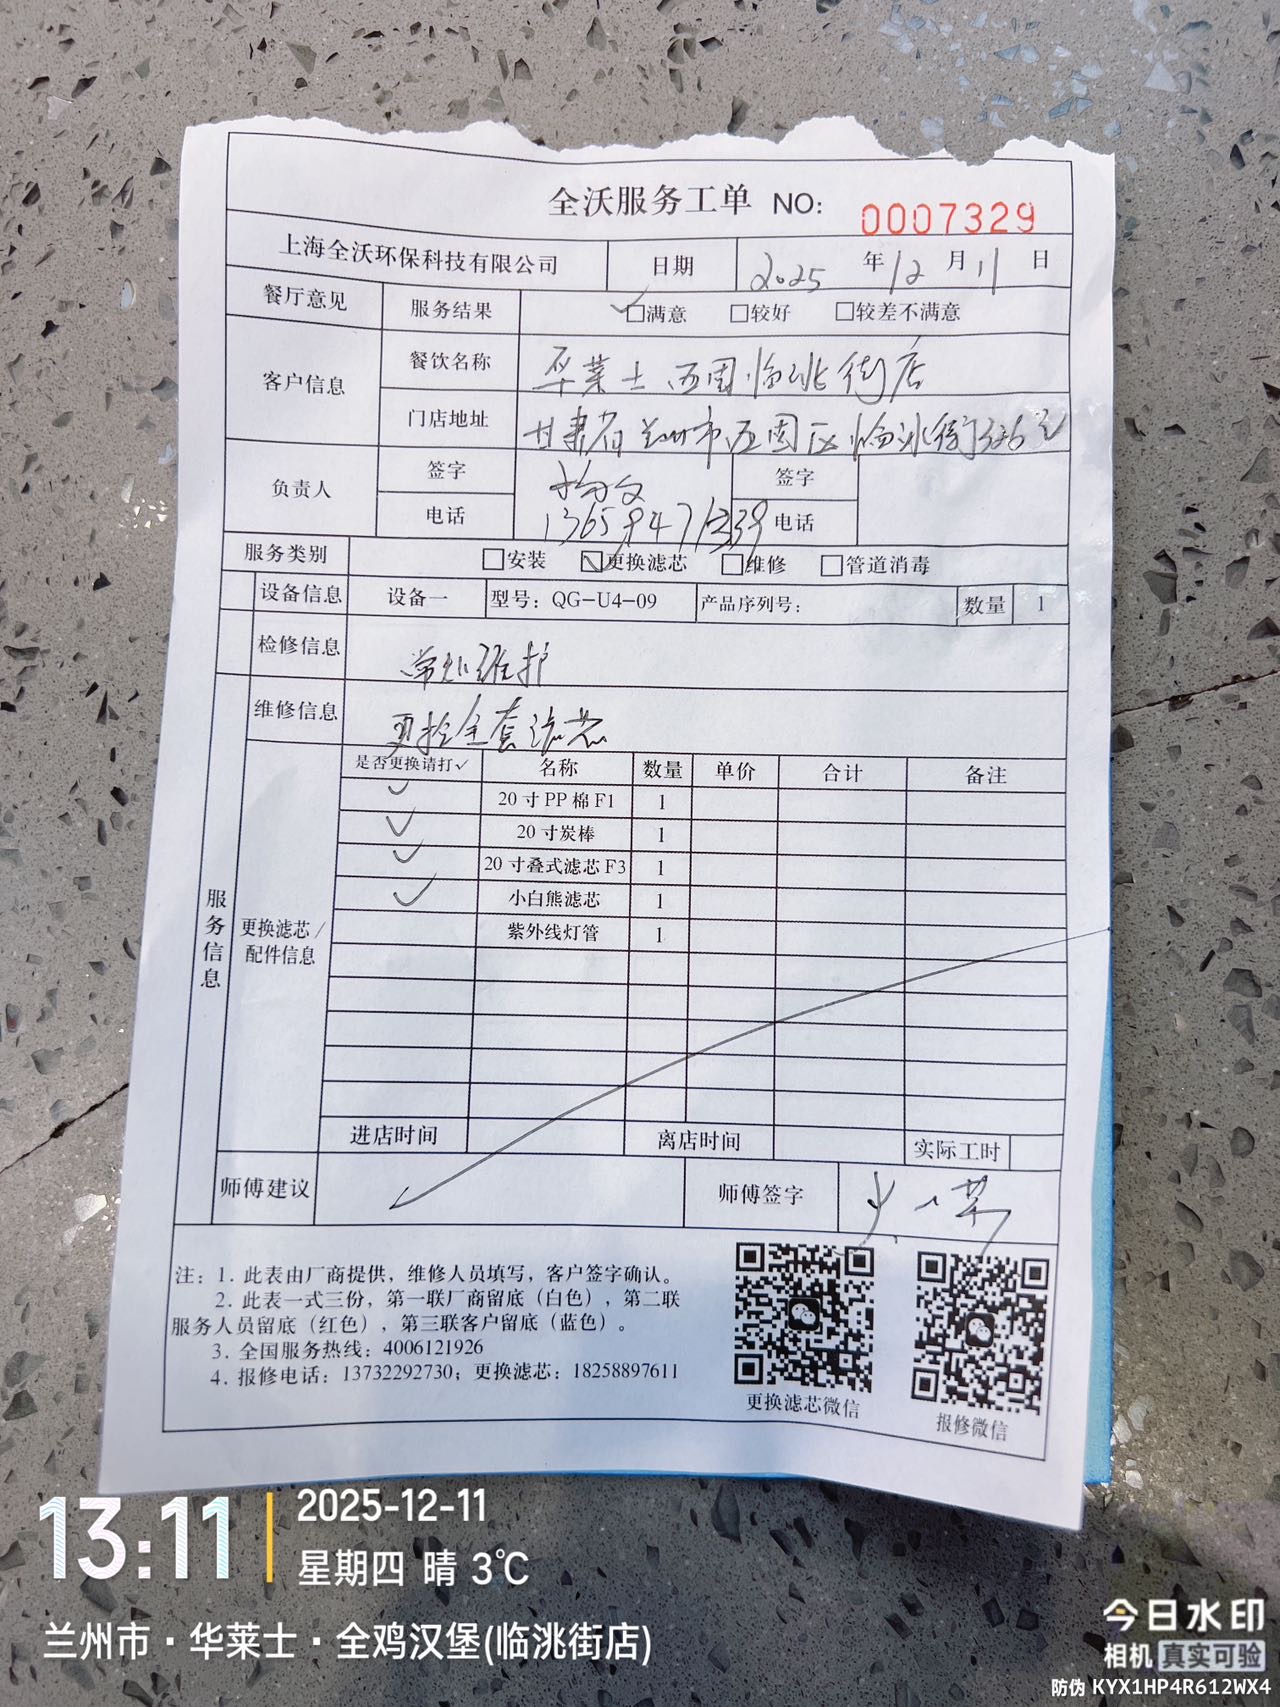 全沃服务工单 NO: 0007329
上海全沃环保科技有限公司 日期 2025 年 12 月 11 日
餐厅意见 服务结果 ✓□满意 □较好 □较差不满意
客户信息 餐饮名称 华莱士西固临洮街店
门店地址 甘肃省兰州市西固区临洮街326号
负责人 签字 杨文 签字
电话 电话
服务类别 □安装 ☑更换滤芯 □维修 □管道消毒
设备信息 设备一 型号：QG-U4-09 产品序列号： 数量 1
检修信息 常规维护
维修信息 更换全套滤芯
服务信息
更换滤芯/配件信息
是否更换请打✓ 名称 数量 单价 合计 备注
✓ 20寸PP棉F1 1
✓ 20寸炭棒 1
✓ 20寸叠式滤芯F3 1
✓ 小白熊滤芯 1
紫外线灯管 1
进店时间 离店时间 实际工时
师傅建议 师傅签字
注：1. 此表由厂商提供，维修人员填写，客户签字确认。
2. 此表一式三份，第一联厂商留底（白色），第二联
服务人员留底（红色），第三联客户留底（蓝色）。
3. 全国服务热线：4006121926
4. 报修电话：13732292730；更换滤芯：18258897611
更换滤芯微信 报修微信
13:11 2025-12-11
星期四 晴 3℃
兰州市·华莱士·全鸡汉堡(临洮街店)
今日水印
相机 真实可验
防伪 KYX1HP4R612WX4